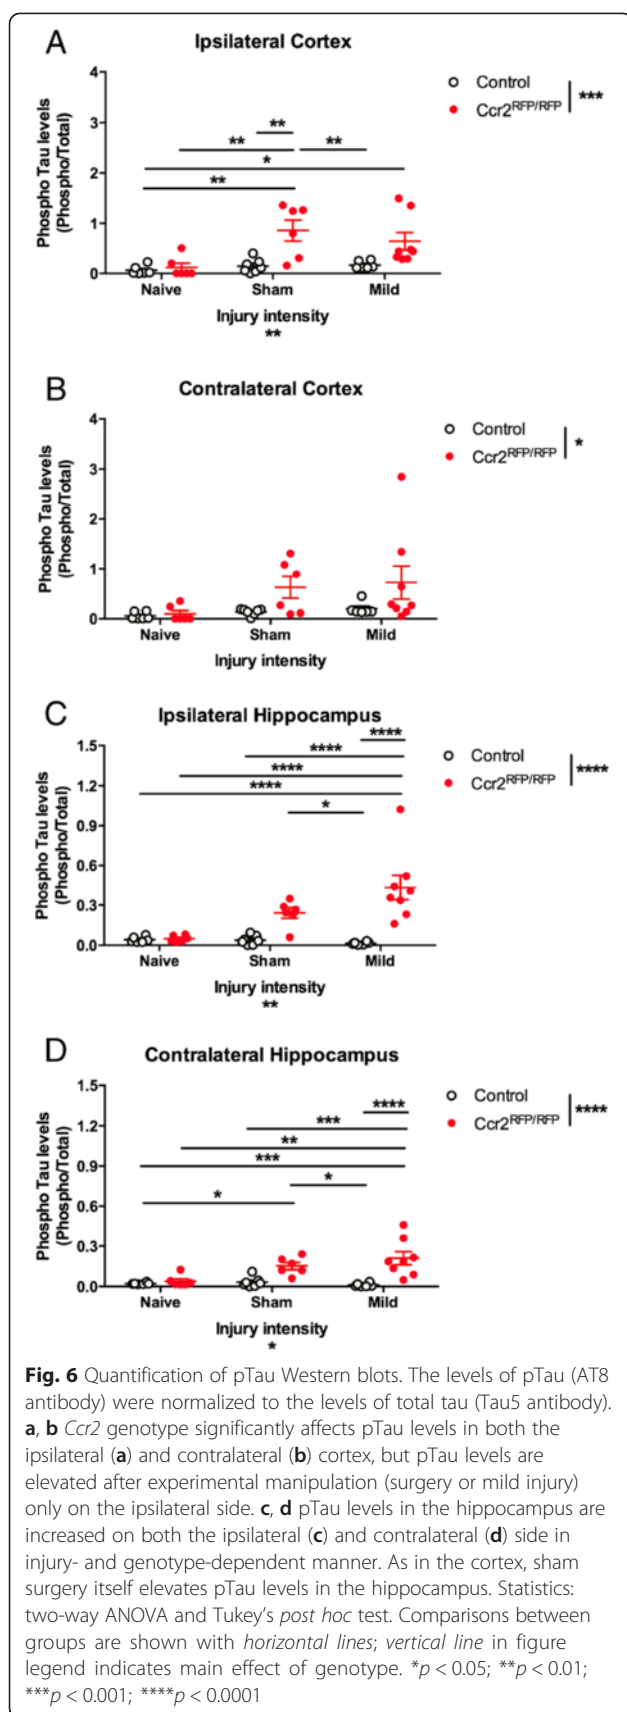 A
Ipsilateral Cortex
Phospho Tau levels
(Phospho/Total)
4
3
2
1
0
Control
Ccr2RFP/RFP
***
**
**
**
*
**
Naive Sham Mild
Injury intensity
**
B
Contralateral Cortex
Phospho Tau levels
(Phospho/Total)
4
3
2
1
0
Control
Ccr2RFP/RFP
*
Naive Sham Mild
Injury intensity
C
Ipsilateral Hippocampus
Phospho Tau levels
(Phospho/Total)
1.5
1.2
0.9
0.6
0.3
0.0
Control
Ccr2RFP/RFP
****
****
****
****
****
*
Naive Sham Mild
Injury intensity
**
D
Contralateral Hippocampus
Phospho Tau levels
(Phospho/Total)
1.5
1.2
0.9
0.6
0.3
0.0
Control
Ccr2RFP/RFP
****
****
***
**
***
*
*
Naive Sham Mild
Injury intensity
*
Fig. 6 Quantification of pTau Western blots. The levels of pTau (AT8
antibody) were normalized to the levels of total tau (Tau5 antibody).
a, b Ccr2 genotype significantly affects pTau levels in both the
ipsilateral (a) and contralateral (b) cortex, but pTau levels are
elevated after experimental manipulation (surgery or mild injury)
only on the ipsilateral side. c, d pTau levels in the hippocampus are
increased on both the ipsilateral (c) and contralateral (d) side in
injury- and genotype-dependent manner. As in the cortex, sham
surgery itself elevates pTau levels in the hippocampus. Statistics:
two-way ANOVA and Tukey's post hoc test. Comparisons between
groups are shown with horizontal lines; vertical line in figure
legend indicates main effect of genotype. *p < 0.05; **p < 0.01;
***p < 0.001; ****p < 0.0001